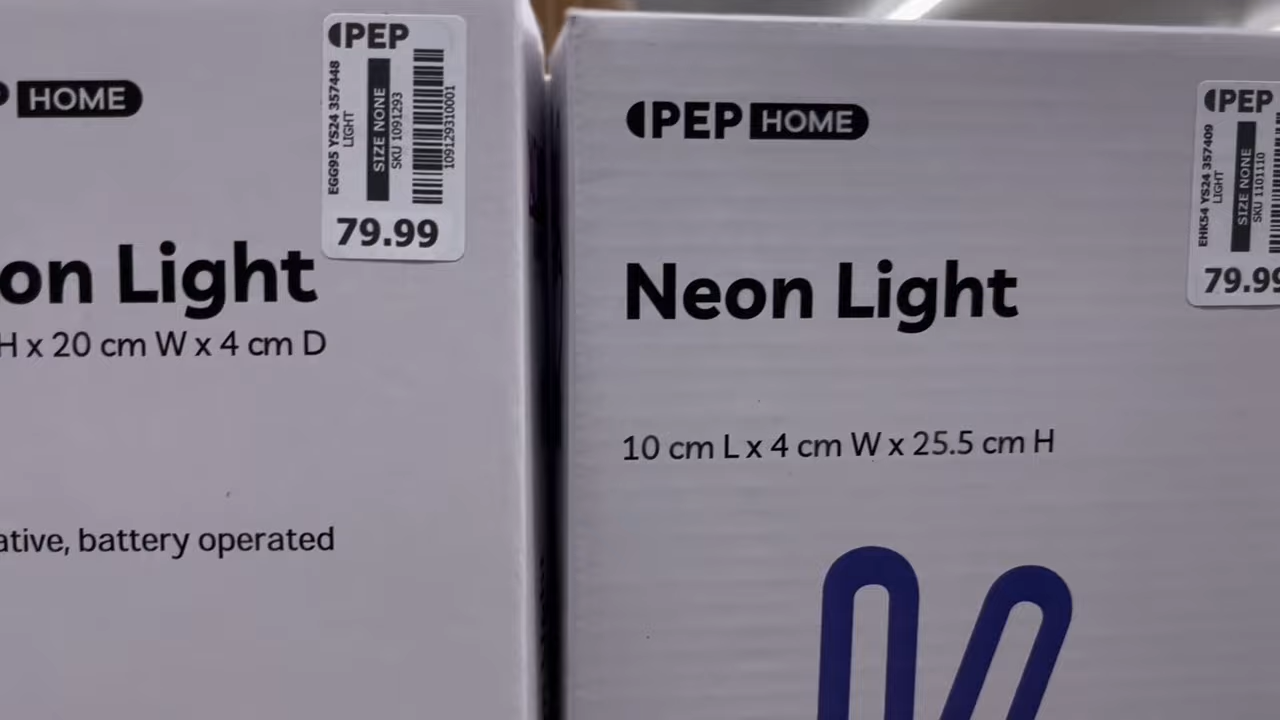 HOME
PEP
EGG95 YS24 357448
LIGHT
SIZE NONE
SKU 1091293
109129310001
79.99
on Light
H x 20 cm W x 4 cm D
ative, battery operated
PEP HOME
Neon Light
10 cm L x 4 cm W x 25.5 cm H
PEP
EHK54 YS24 357409
LIGHT
SIZE NONE
SKU 1101110
79.99